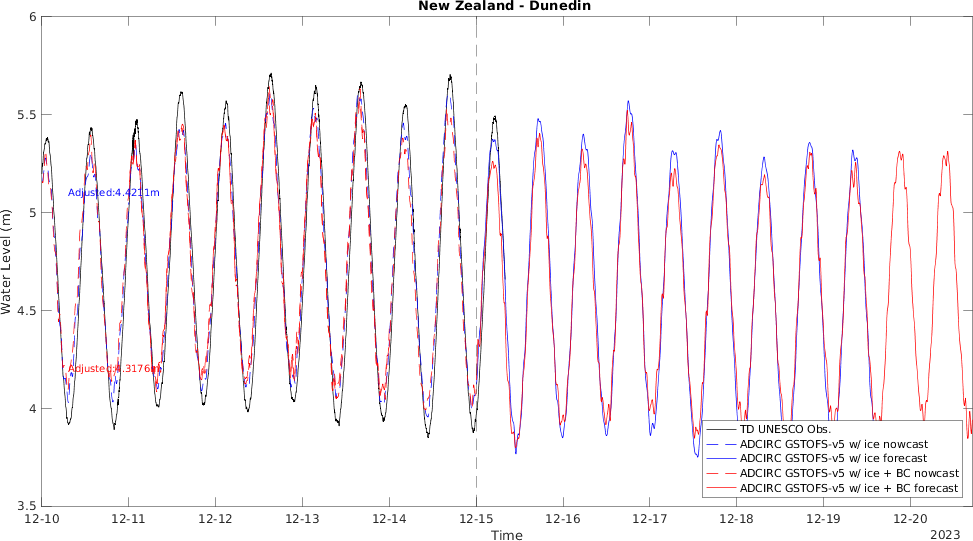 New Zealand - Dunedin
6
5.5
5
4.5
4
3.5
Water Level (m)
Adjusted:4.4211m
Adjusted:4.3176m
TD UNESCO Obs.
ADCIRC GSTOFS-v5 w/ ice nowcast
ADCIRC GSTOFS-v5 w/ ice forecast
ADCIRC GSTOFS-v5 w/ ice + BC nowcast
ADCIRC GSTOFS-v5 w/ ice + BC forecast
12-10 12-11 12-12 12-13 12-14 12-15 12-16 12-17 12-18 12-19 12-20
Time
2023